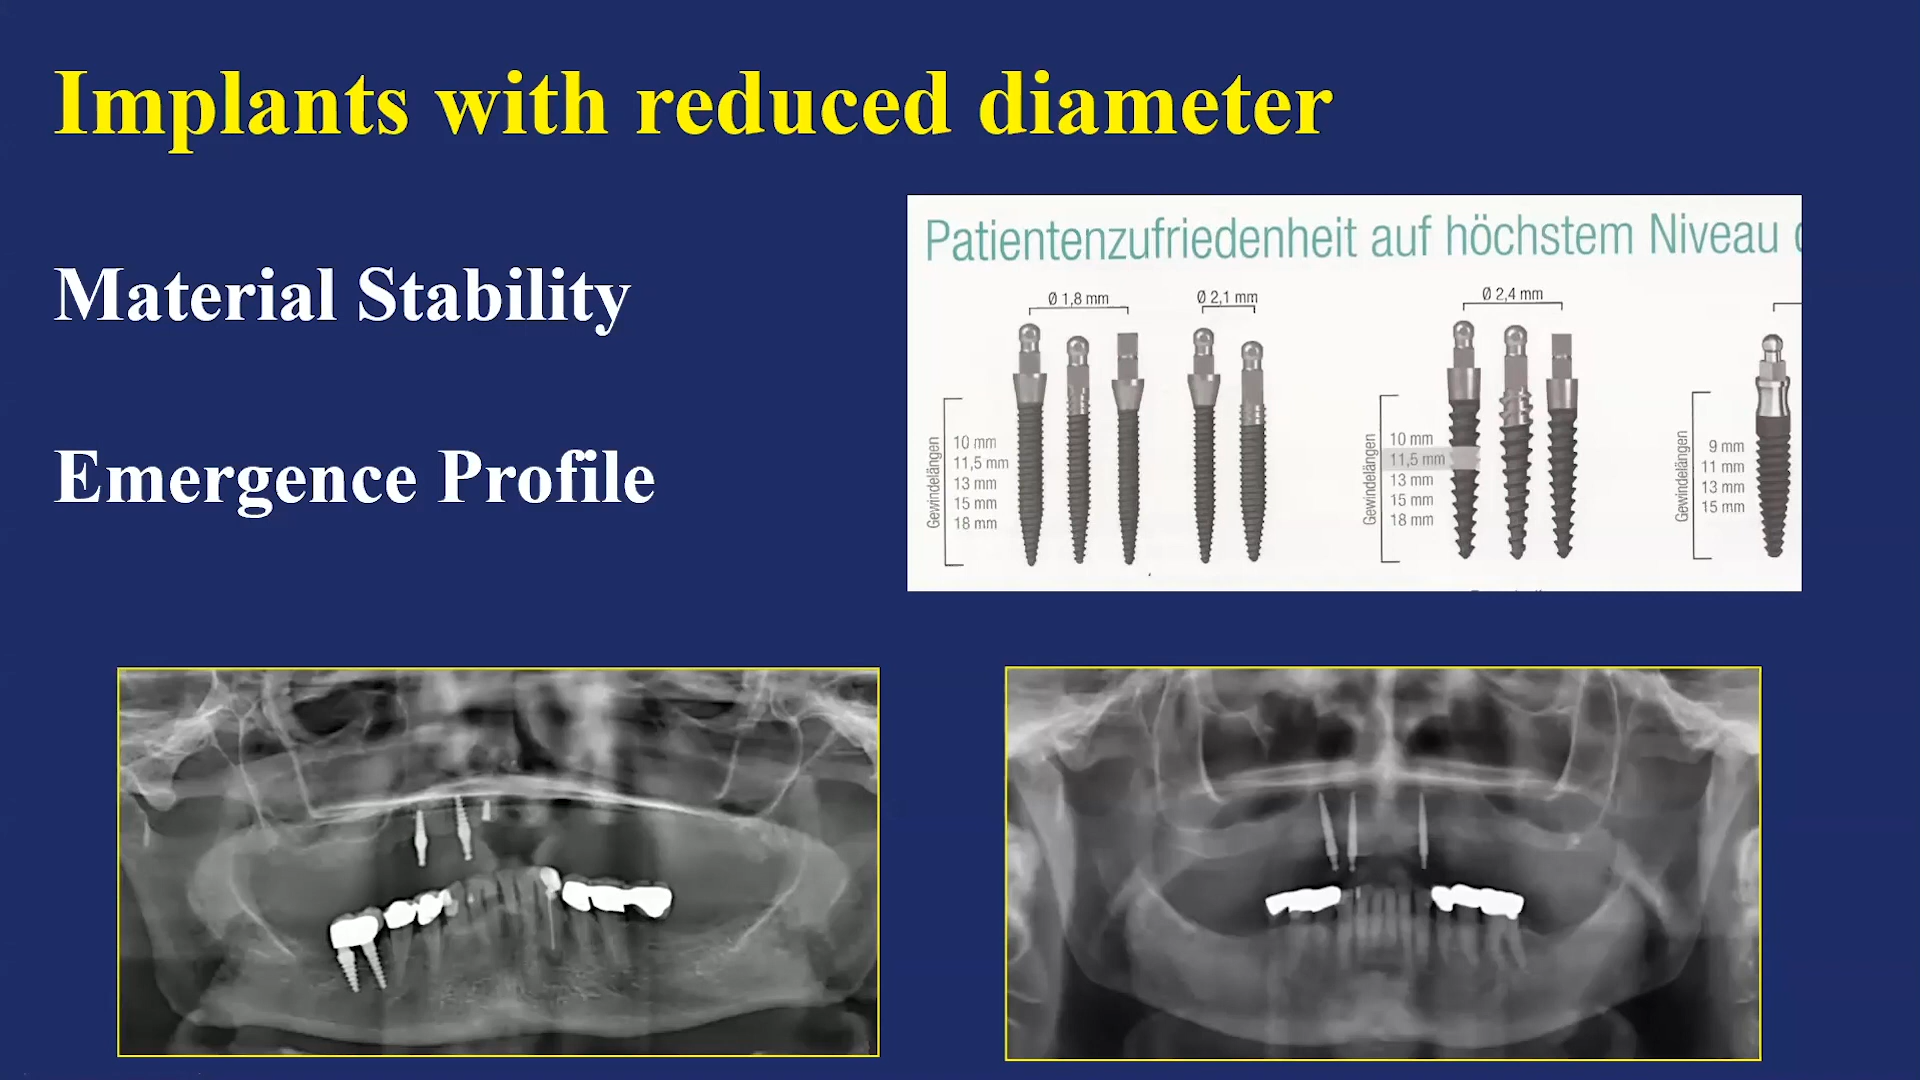 Implants with reduced diameter
Material Stability
Emergence Profile
Patientenzufriedenheit auf höchstem Niveau
Ø 1,8 mm
Ø 2,1 mm
Ø 2,4 mm
Gewindelängen
10 mm
11,5 mm
13 mm
15 mm
18 mm
Gewindelängen
10 mm
11,5 mm
13 mm
15 mm
18 mm
Gewindelängen
9 mm
11 mm
13 mm
15 mm